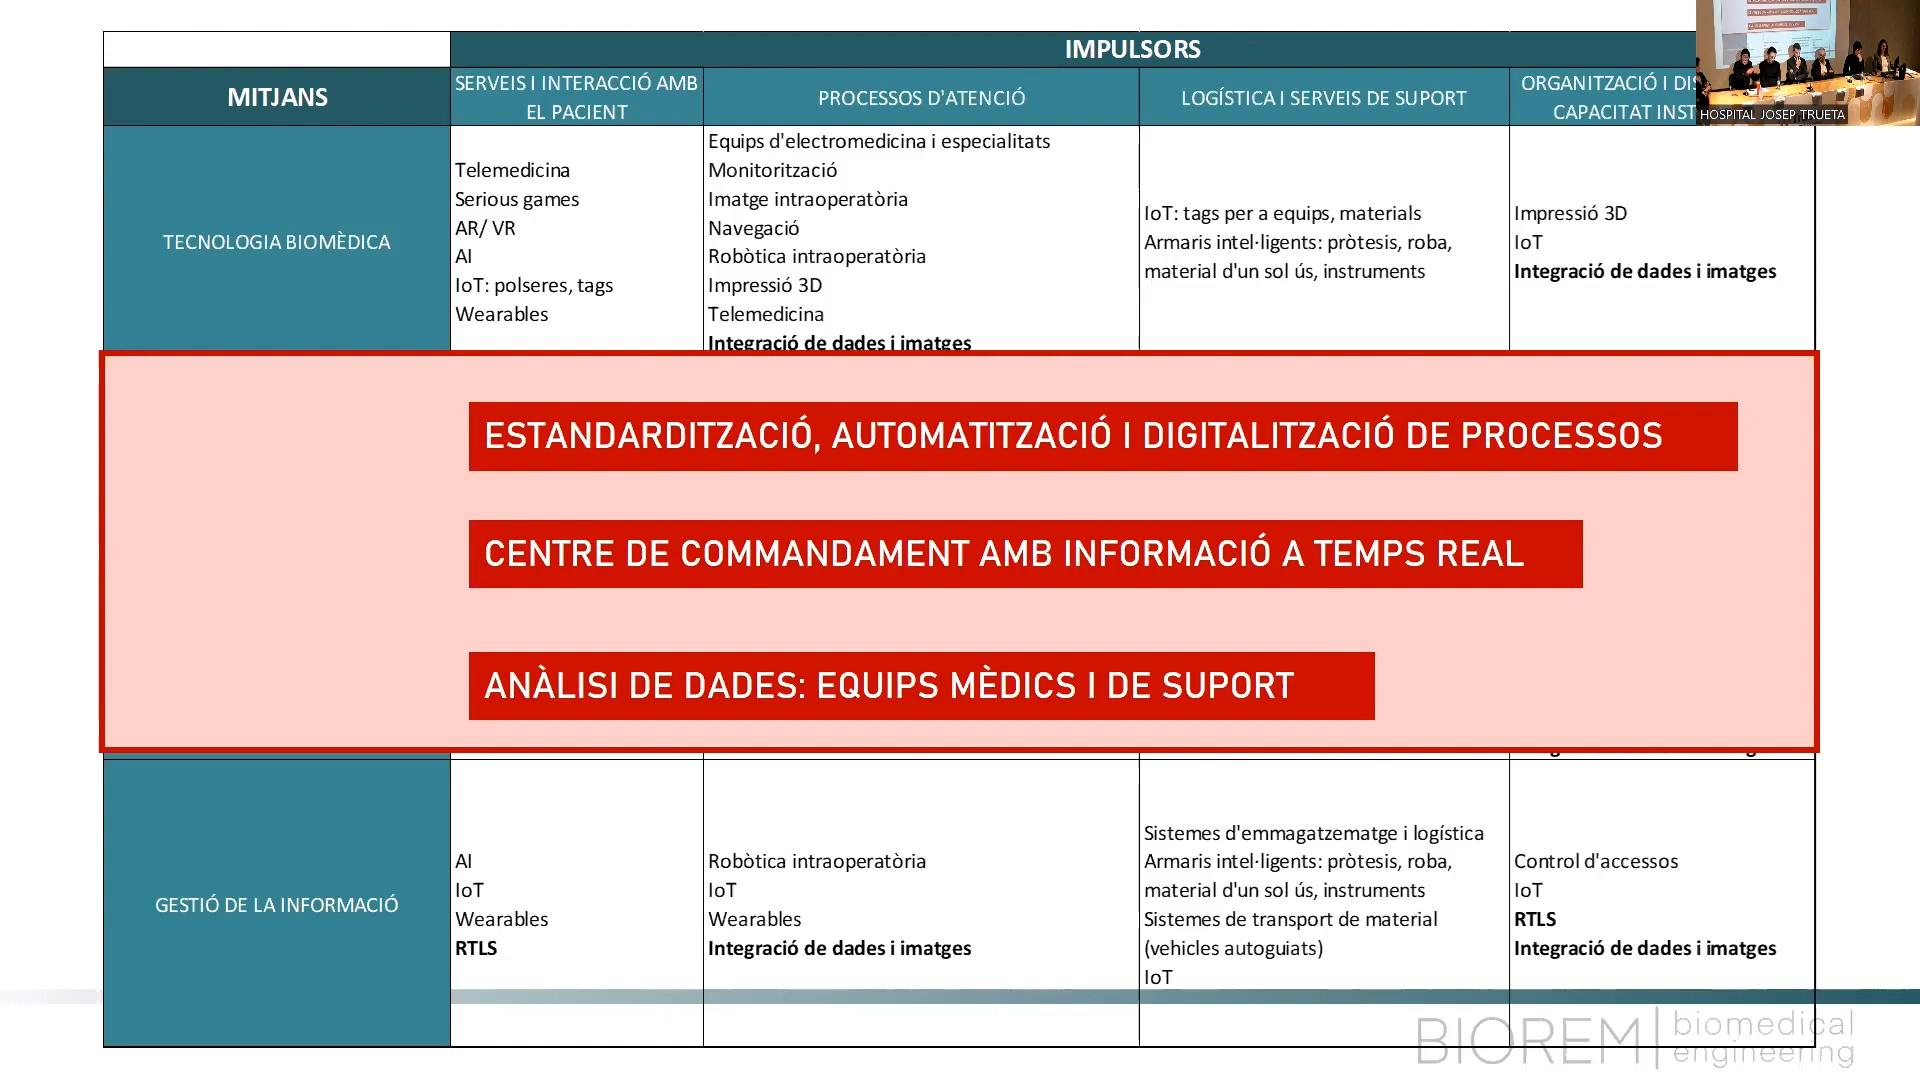 IMPULSORS
MITJANS
SERVEIS I INTERACCIÓ AMB
EL PACIENT
PROCESSOS D'ATENCIÓ
LOGÍSTICA I SERVEIS DE SUPORT
ORGANITZACIÓ I
CAPACITAT
HOSPITAL JOSEP TRUETA
TECNOLOGIA BIOMÈDICA
Telemedicina
Serious games
AR/ VR
AI
IoT: polseres, tags
Wearables
Equips d'electromedicina i especialitats
Monitorització
Imatge intraoperatòria
Navegació
Robòtica intraoperatòria
Impressió 3D
Telemedicina
Integració de dades i imatges
IoT: tags per a equips, materials
Armaris intel·ligents: pròtesis, roba,
material d'un sol ús, instruments
Impressió 3D
IoT
Integració de dades i imatges
ESTANDARDITZACIÓ, AUTOMATITZACIÓ I DIGITALITZACIÓ DE PROCESSOS
CENTRE DE COMMANDAMENT AMB INFORMACIÓ A TEMPS REAL
ANÀLISI DE DADES: EQUIPS MÈDICS I DE SUPORT
GESTIÓ DE LA INFORMACIÓ
AI
IoT
Wearables
RTLS
Robòtica intraoperatòria
IoT
Wearables
Integració de dades i imatges
Sistemes d'emmagatzematge i logística
Armaris intel·ligents: pròtesis, roba,
material d'un sol ús, instruments
Sistemes de transport de material
(vehicles autoguiats)
IoT
Control d'accessos
IoT
RTLS
Integració de dades i imatges
BIOREM biomedical
engineering